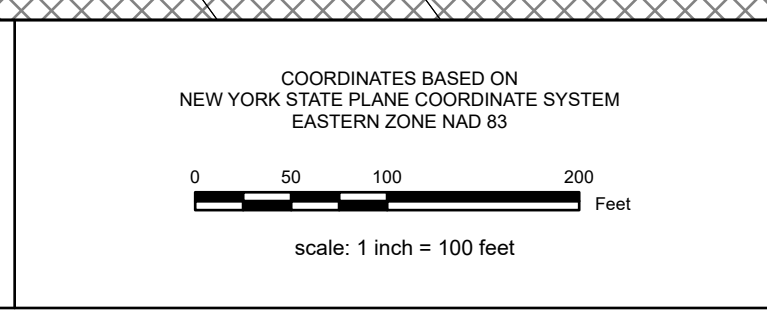 COORDINATES BASED ON
NEW YORK STATE PLANE COORDINATE SYSTEM
EASTERN ZONE NAD 83
0 50 100 200
Feet
scale: 1 inch = 100 feet